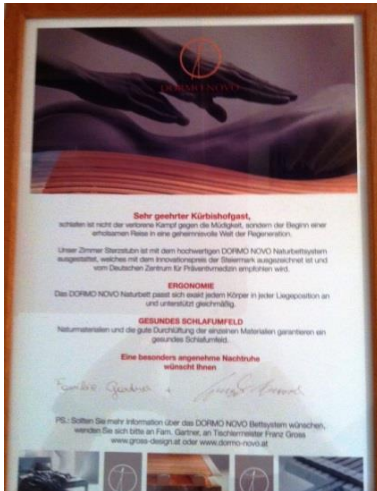 DORMO NOVO
Sehr geehrter Kürbishofgast,
schlafen ist nicht der verlorene Kampf gegen die Müdigkeit, sondern der Beginn einer
erholsamen Reise in eine geheimnisvolle Welt der Regeneration.
Unser Zimmer Sterzstubn ist mit dem hochwertigen DORMO NOVO Naturbettsystem
ausgestattet, welches mit dem Innovationspreis der Steiermark ausgezeichnet ist und
vom Deutschen Zentrum für Präventivmedizin empfohlen wird.
ERGONOMIE
Das DORMO NOVO Naturbett passt sich exakt jedem Körper in jeder Liegeposition an
und unterstützt gleichmäßig.
GESUNDES SCHLAFUMFELD
Naturmaterialien und die gute Durchlüftung der einzelnen Materialien garantieren ein
gesundes Schlafumfeld.
Eine besonders angenehme Nachtruhe
wünscht Ihnen
Familie Gartner +
PS.: Sollten Sie mehr Information über das DORMO NOVO Bettsystem wünschen,
wenden Sie sich bitte an Fam. Gartner, an Tischlermeister Franz Gross
www.gross-design.at oder www.dormo-novo.at